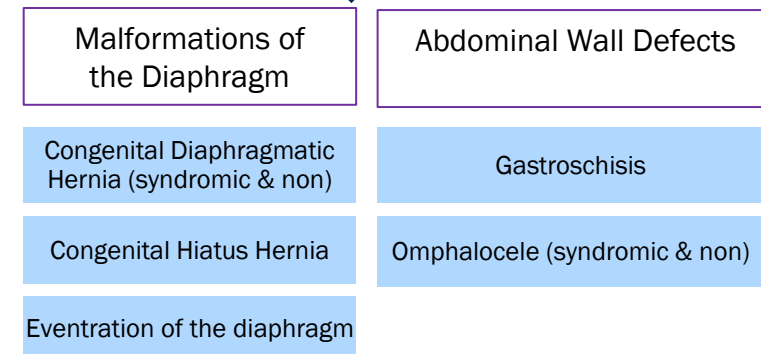 Malformations of
the Diaphragm
Congenital Diaphragmatic
Hernia (syndromic & non)
Congenital Hiatus Hernia
Eventration of the diaphragm
Abdominal Wall Defects
Gastroschisis
Omphalocele (syndromic & non)